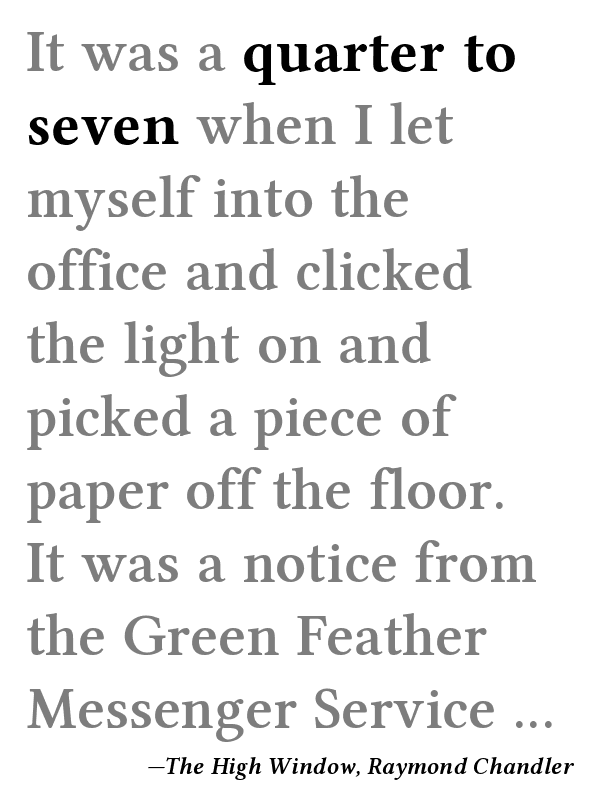 It was a quarter to
seven when I let
myself into the
office and clicked
the light on and
picked a piece of
paper off the floor.
It was a notice from
the Green Feather
Messenger Service ...
—The High Window, Raymond Chandler